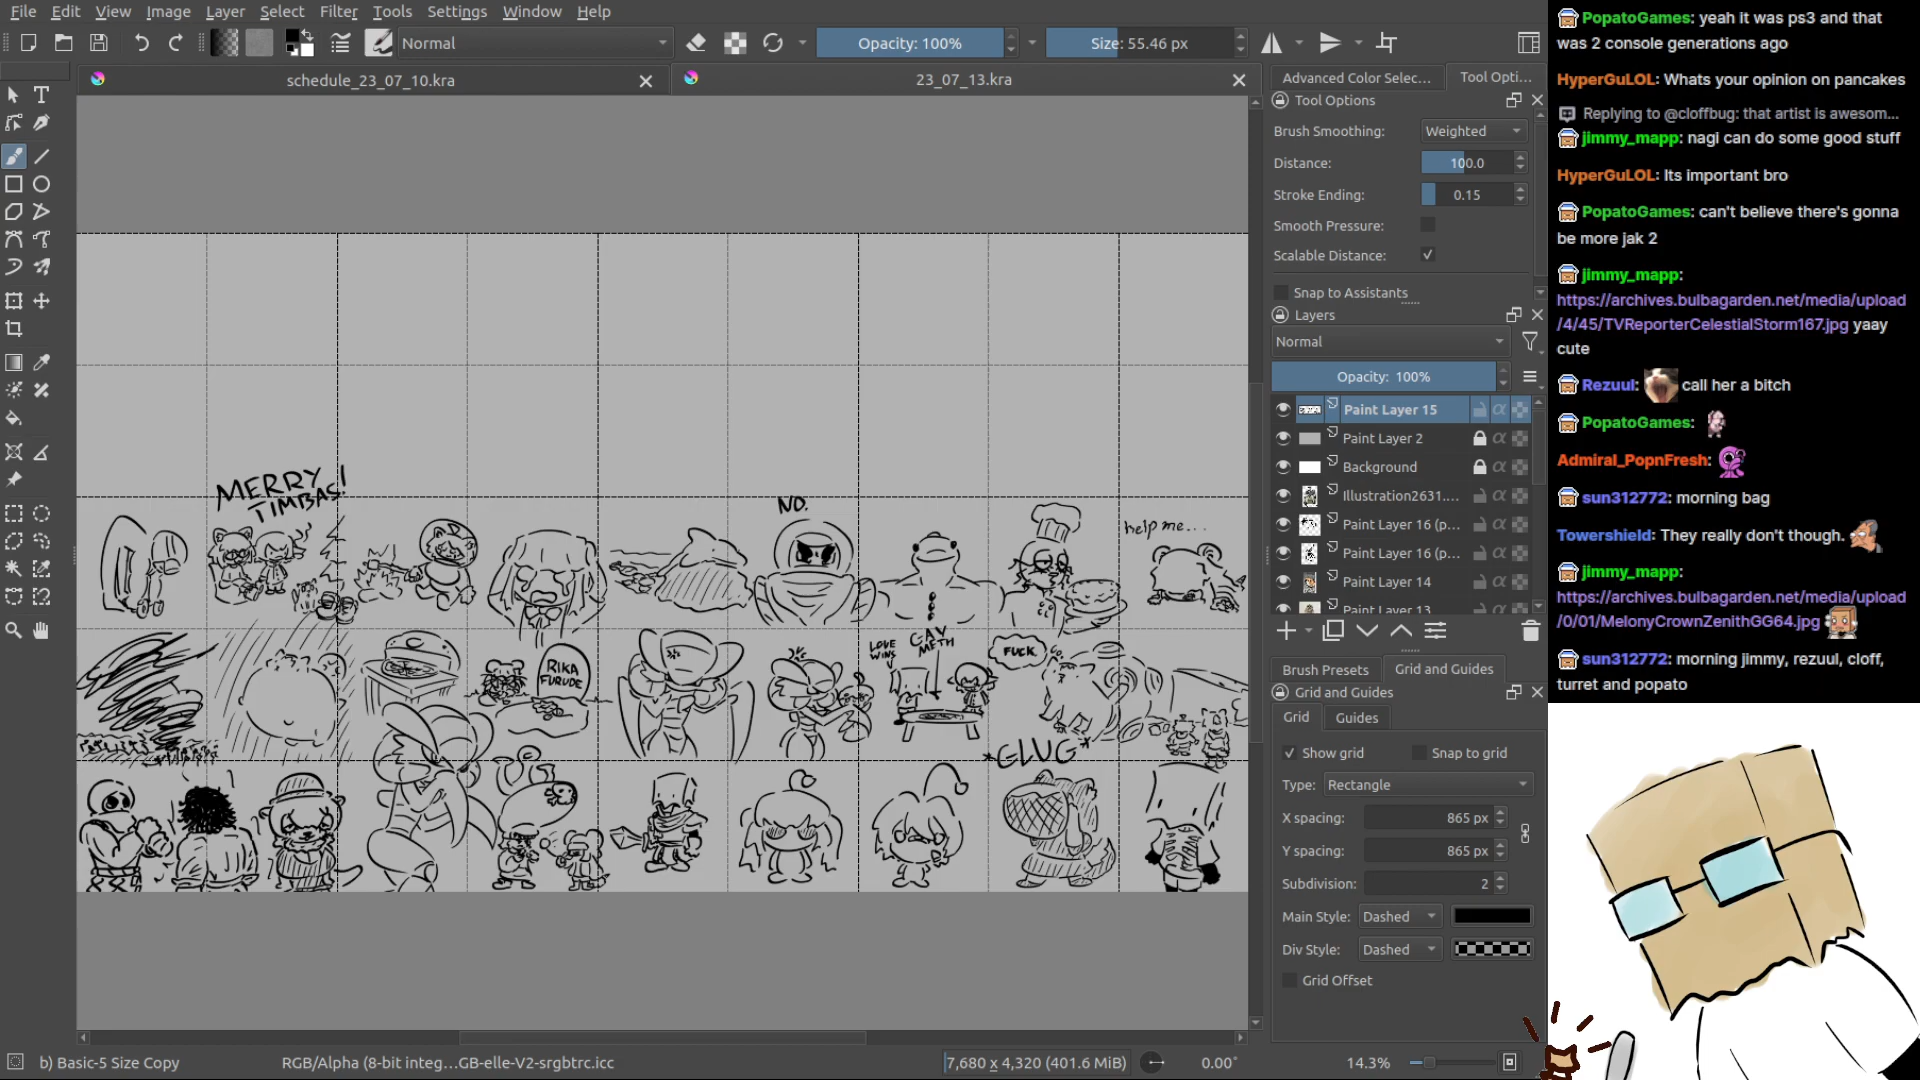 File Edit View Image Layer Select Filter Tools Settings Window Help
Normal
Opacity: 100%
Size: 55.46 px
schedule_23_07_10.kra
23_07_13.kra
Advanced Color Selec...
Tool Opti...
Tool Options
Brush Smoothing: Weighted
Distance: 100.0
Stroke Ending: 0.15
Smooth Pressure:
Scalable Distance:
Snap to Assistants
Layers
Normal
Opacity: 100%
Paint Layer 15
Paint Layer 2
Background
Illustration2631....
Paint Layer 16 (p...
Paint Layer 16 (p...
Paint Layer 14
Paint Layer 13
Brush Presets
Grid and Guides
Grid and Guides
Grid
Guides
Show grid
Snap to grid
Type: Rectangle
X spacing: 865 px
Y spacing: 865 px
Subdivision: 2
Main Style: Dashed
Div Style: Dashed
Grid Offset
MERRY
TIMBAS!
NO.
help me...
D
RIKA
FURUDE
LOVE
WINS
GAY
METH
FUCK
*GLUG*
b) Basic-5 Size Copy
RGB/Alpha (8-bit integ...GB-elle-V2-srgbtrc.icc
7,680 x 4,320 (401.6 MiB)
0.00°
14.3%
PopatoGames: yeah it was ps3 and that
was 2 console generations ago
HyperGuLOL: Whats your opinion on pancakes
Replying to @cloffbug: that artist is awesom...
jimmy_mapp: nagi can do some good stuff
HyperGuLOL: Its important bro
PopatoGames: can't believe there's gonna
be more jak 2
jimmy_mapp:
https://archives.bulbagarden.net/media/upload
/4/45/TVReporterCelestialStorm167.jpg yaay
cute
Rezuul: call her a bitch
PopatoGames:
Admiral_PopnFresh:
sun312772: morning bag
Towershield: They really don't though.
jimmy_mapp:
https://archives.bulbagarden.net/media/upload
/0/01/MelonyCrownZenithGG64.jpg
sun312772: morning jimmy, rezuul, cloff,
turret and popato